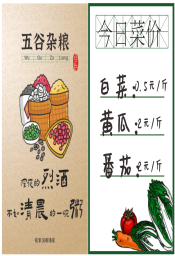 五谷杂粮
Wu Gu Za Liang
深夜的烈酒
不如清晨的一碗粥
今日菜价
白菜:2.5元/斤
黄瓜:2元/斤
番茄:2元/斤